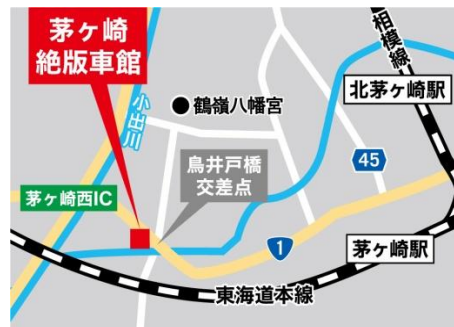 茅ヶ崎
絶版車館
相模線
小出川
鶴嶺八幡宮
北茅ヶ崎駅
鳥井戸橋
交差点
45
茅ヶ崎西IC
1
茅ヶ崎駅
東海道本線